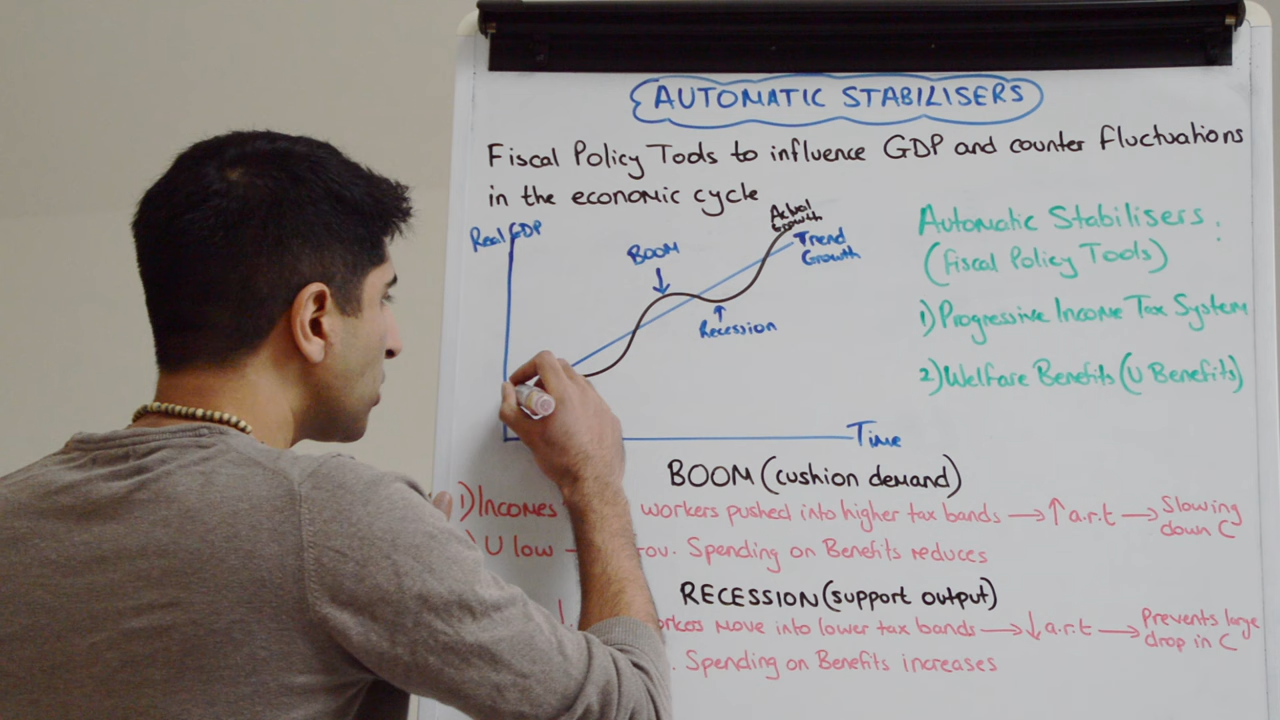 AUTOMATIC STABILISERS
Fiscal Policy Tools to influence GDP and counter fluctuations
in the economic cycle
Real GDP
BOOM
Recession
Actual
Growth
Trend
Growth
Time
Automatic Stabilisers:
(fiscal Policy Tools)
1) Progressive Income Tax System
2) Welfare Benefits (U Benefits)
BOOM (cushion demand)
1) Incomes workers pushed into higher tax bands → ↑ a.r.t → Slowing
down C
) U low - ov. Spending on Benefits reduces
RECESSION (support output)
↓ orkers move into lower tax bands → ↓ a.r.t → Prevents large
drop in C
. Spending on Benefits increases